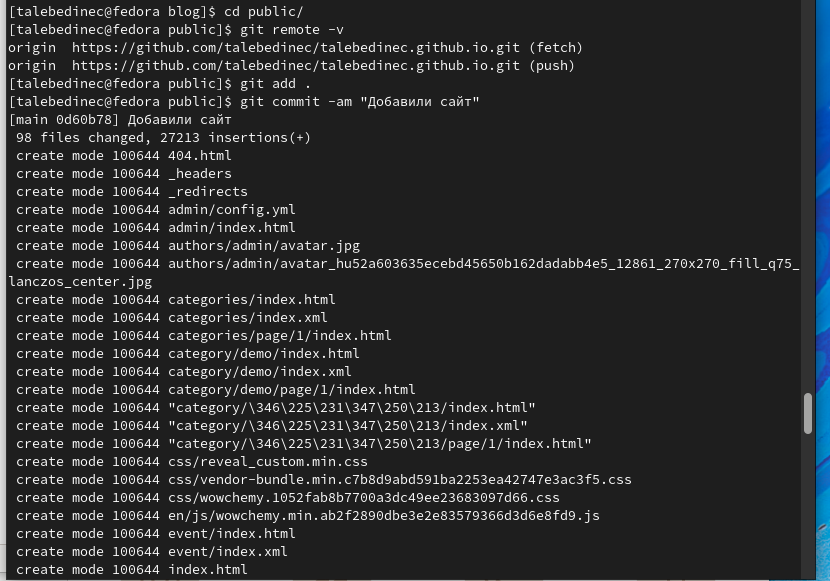 [talebedinec@fedora blog]$ cd public/
[talebedinec@fedora public]$ git remote -v
origin  https://github.com/talebedinec/talebedinec.github.io.git (fetch)
origin  https://github.com/talebedinec/talebedinec.github.io.git (push)
[talebedinec@fedora public]$ git add .
[talebedinec@fedora public]$ git commit -am "Добавили сайт"
[main 0d60b78] Добавили сайт
 98 files changed, 27213 insertions(+)
 create mode 100644 404.html
 create mode 100644 _headers
 create mode 100644 _redirects
 create mode 100644 admin/config.yml
 create mode 100644 admin/index.html
 create mode 100644 authors/admin/avatar.jpg
 create mode 100644 authors/admin/avatar_hu52a603635ecebd45650b162dadabb4e5_12861_270x270_fill_q75_
lanczos_center.jpg
 create mode 100644 categories/index.html
 create mode 100644 categories/index.xml
 create mode 100644 categories/page/1/index.html
 create mode 100644 category/demo/index.html
 create mode 100644 category/demo/index.xml
 create mode 100644 category/demo/page/1/index.html
 create mode 100644 "category/\346\225\231\347\250\213/index.html"
 create mode 100644 "category/\346\225\231\347\250\213/index.xml"
 create mode 100644 "category/\346\225\231\347\250\213/page/1/index.html"
 create mode 100644 css/reveal_custom.min.css
 create mode 100644 css/vendor-bundle.min.c7b8d9abd591ba2253ea42747e3ac3f5.css
 create mode 100644 css/wowchemy.1052fab8b7700a3dc49ee23683097d66.css
 create mode 100644 en/js/wowchemy.min.ab2f2890dbe3e2e83579366d3d6e8fd9.js
 create mode 100644 event/index.html
 create mode 100644 event/index.xml
 create mode 100644 index.html